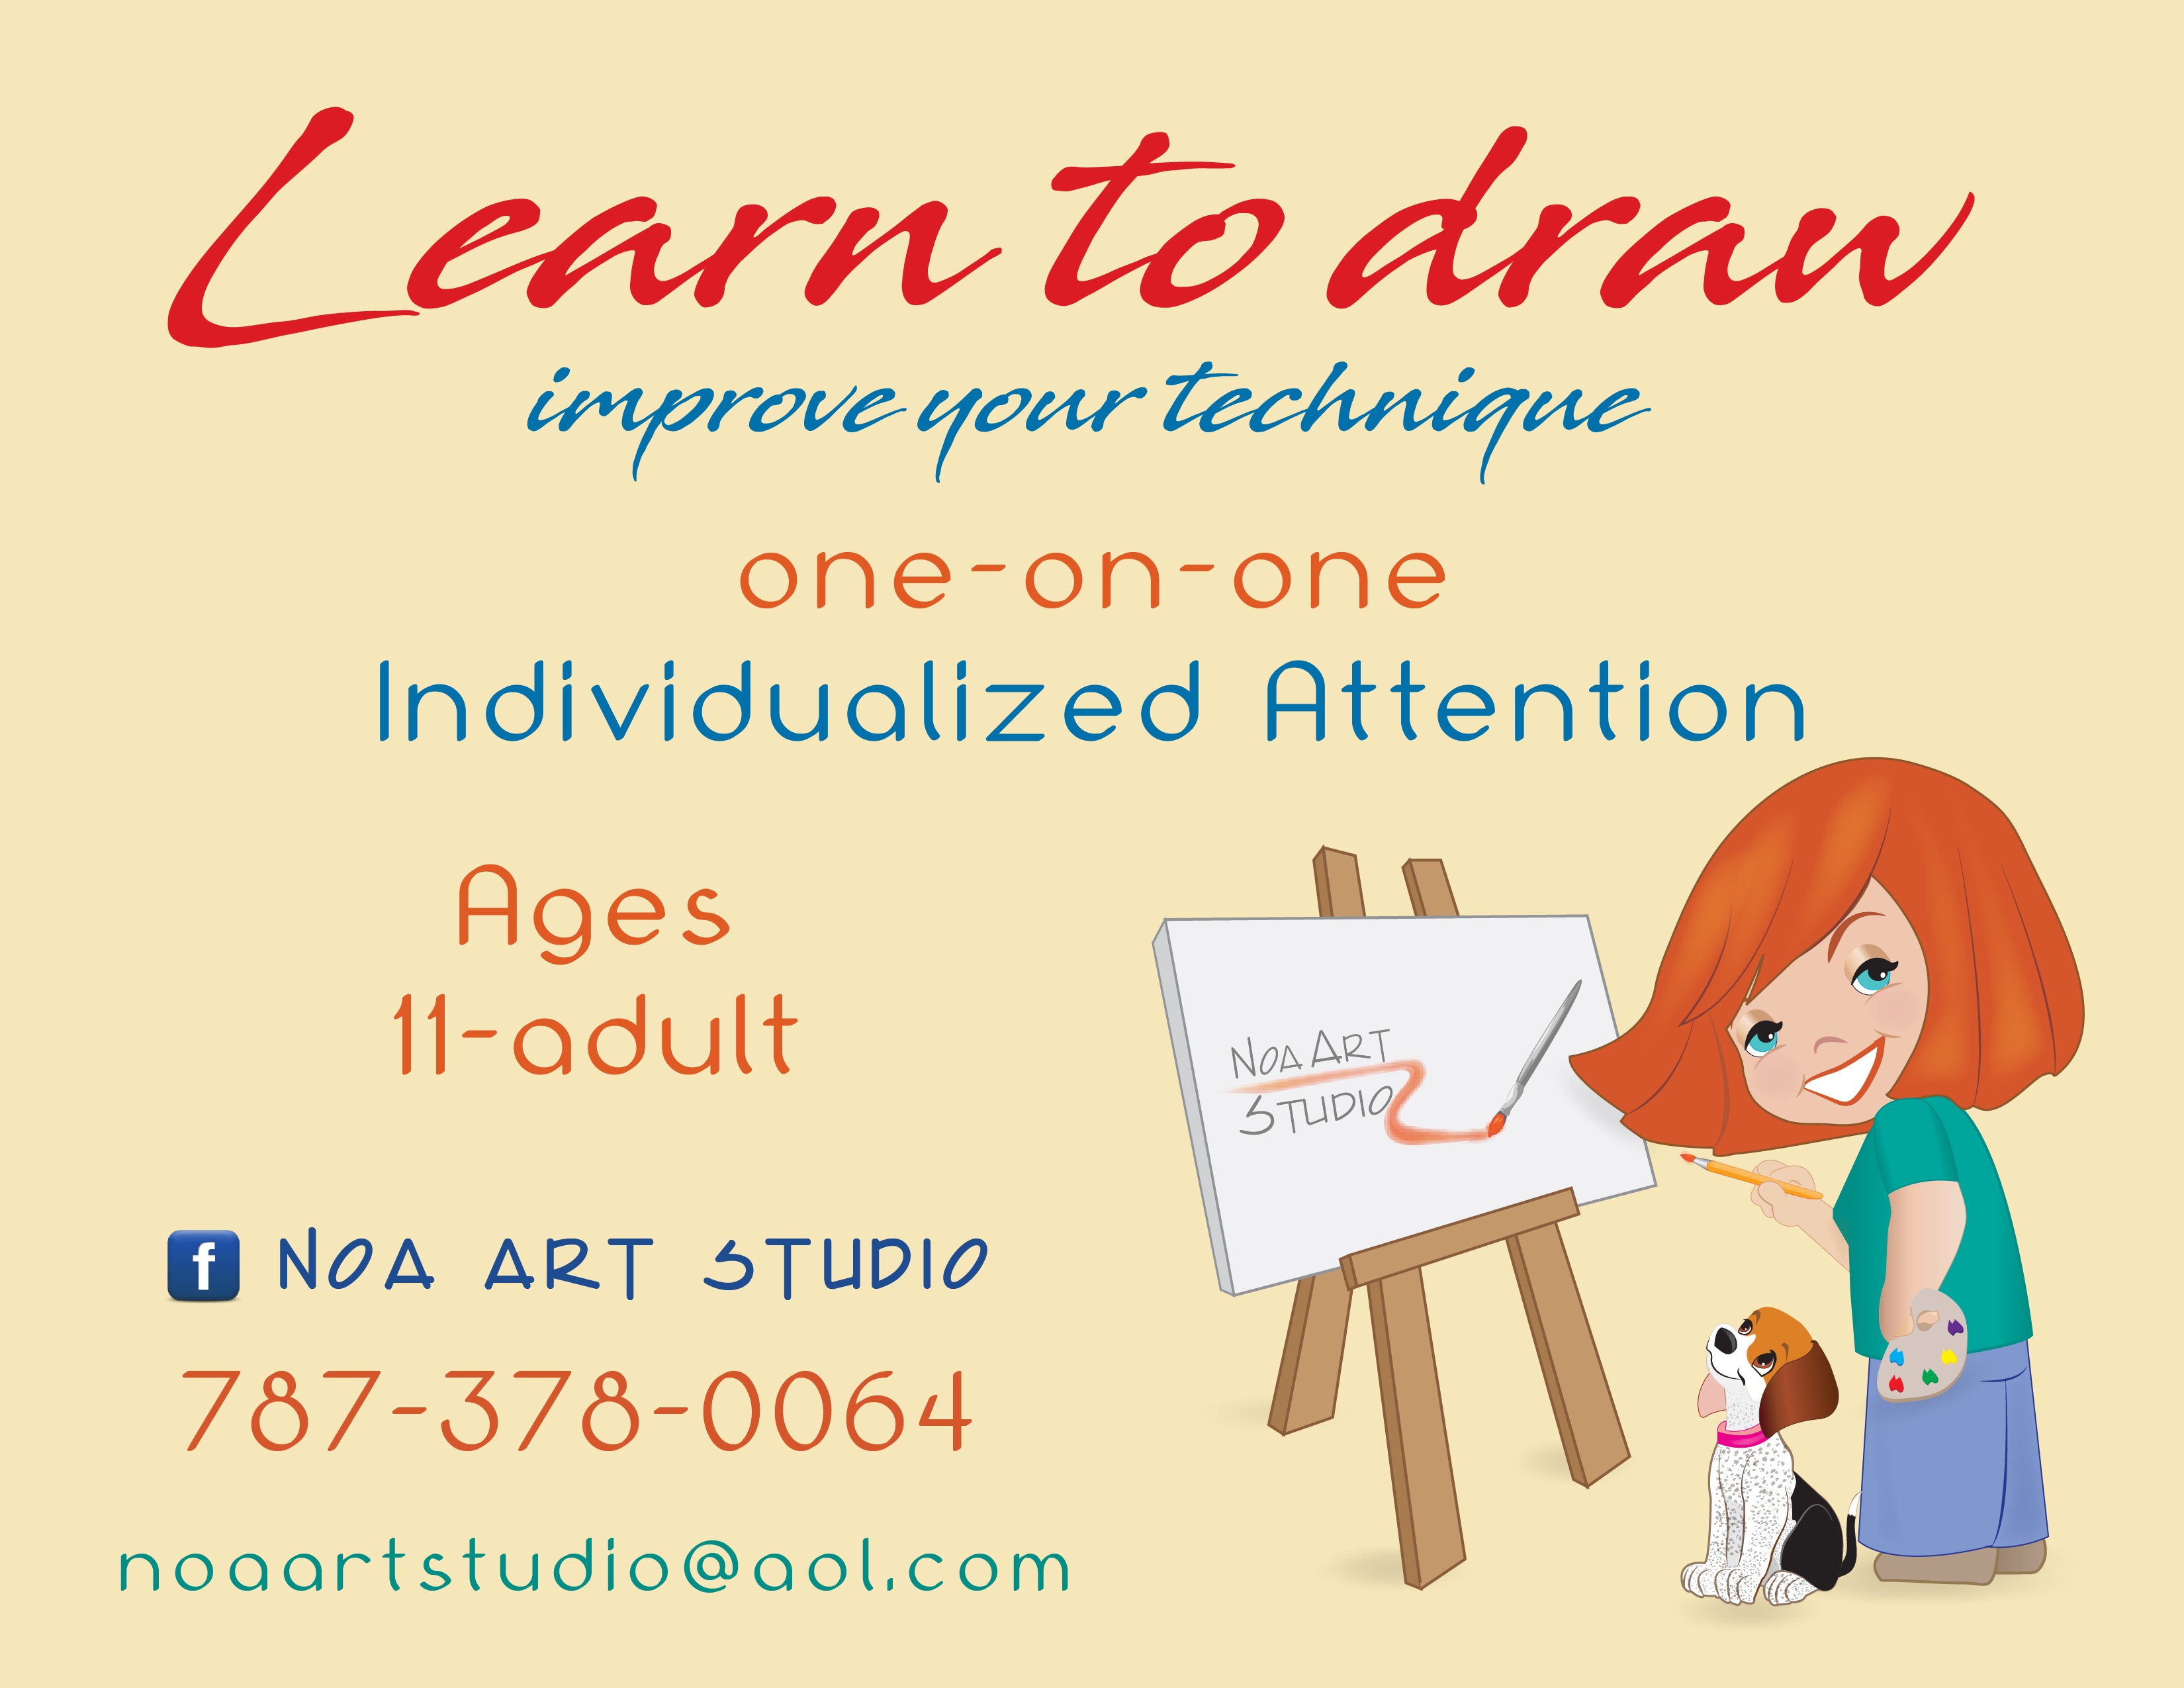 Learn to draw
improve your technique
one-on-one
Individualized Attention
Ages
11-adult
NOA ART
STUDIO
f NOA ART STUDIO
787-378-0064
noaartstudio@aol.com